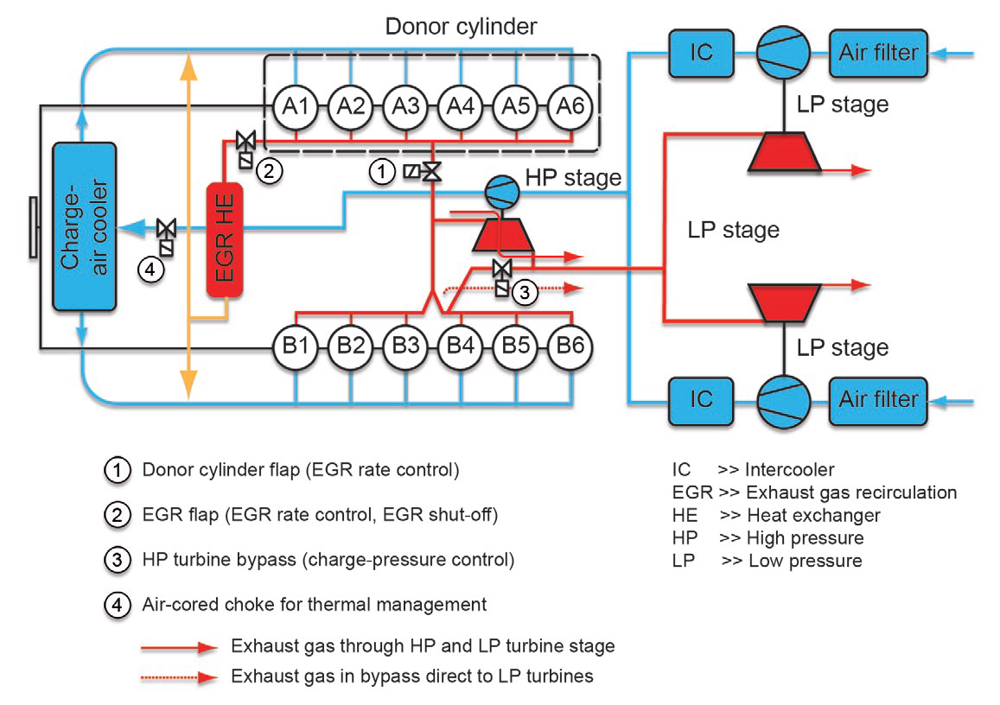 Donor cylinder
IC
Air filter
LP stage
A1 A2 A3 A4 A5 A6
2
1
HP stage
Charge-
air cooler
EGR HE
4
LP stage
3
B1 B2 B3 B4 B5 B6
LP stage
IC
Air filter
1 Donor cylinder flap (EGR rate control)
2 EGR flap (EGR rate control, EGR shut-off)
3 HP turbine bypass (charge-pressure control)
4 Air-cored choke for thermal management
Exhaust gas through HP and LP turbine stage
Exhaust gas in bypass direct to LP turbines
IC >> Intercooler
EGR >> Exhaust gas recirculation
HE >> Heat exchanger
HP >> High pressure
LP >> Low pressure